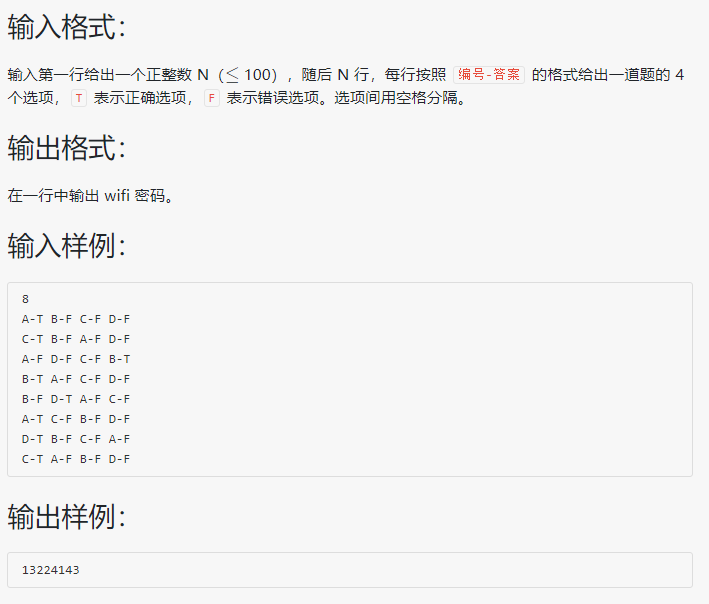 输入格式：
输入第一行给出一个正整数 N（≤ 100），随后 N 行，每行按照 编号-答案 的格式给出一道题的 4
个选项， T 表示正确选项， F 表示错误选项。选项间用空格分隔。
输出格式：
在一行中输出 wifi 密码。
输入样例：
8
A-T B-F C-F D-F
C-T B-F A-F D-F
A-F D-F C-F B-T
B-T A-F C-F D-F
B-F D-T A-F C-F
A-T C-F B-F D-F
D-T B-F C-F A-F
C-T A-F B-F D-F
输出样例：
13224143